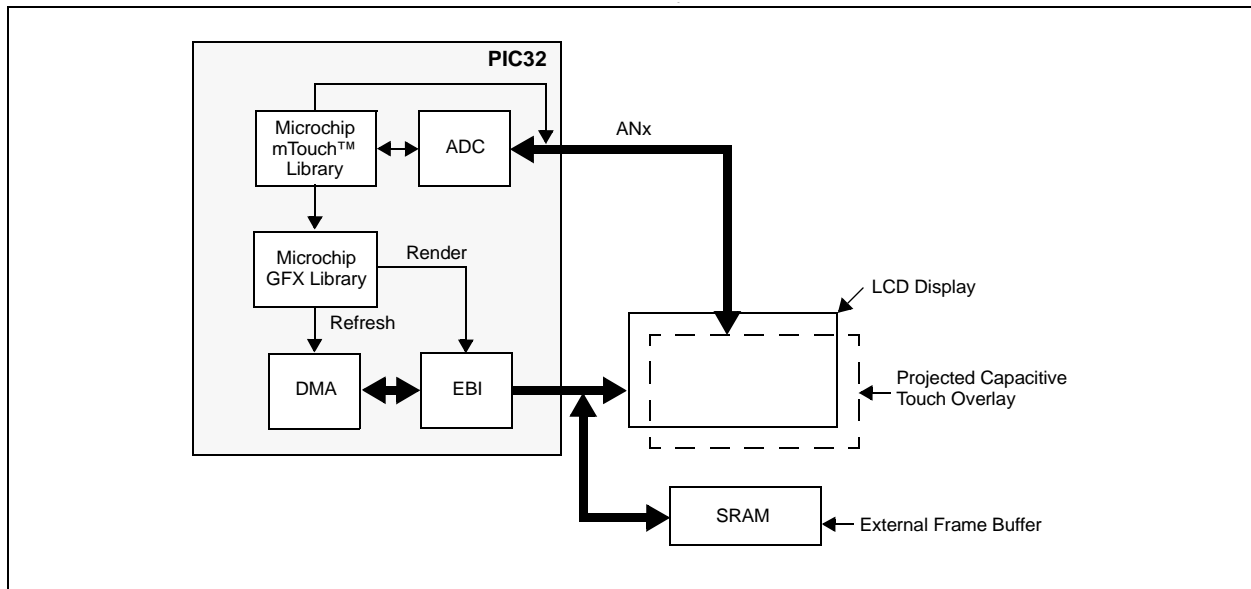 PIC32
Microchip
mTouch™
Library
ADC
ANx
Microchip
GFX Library
Render
Refresh
DMA
EBI
LCD Display
Projected Capacitive
Touch Overlay
SRAM
External Frame Buffer